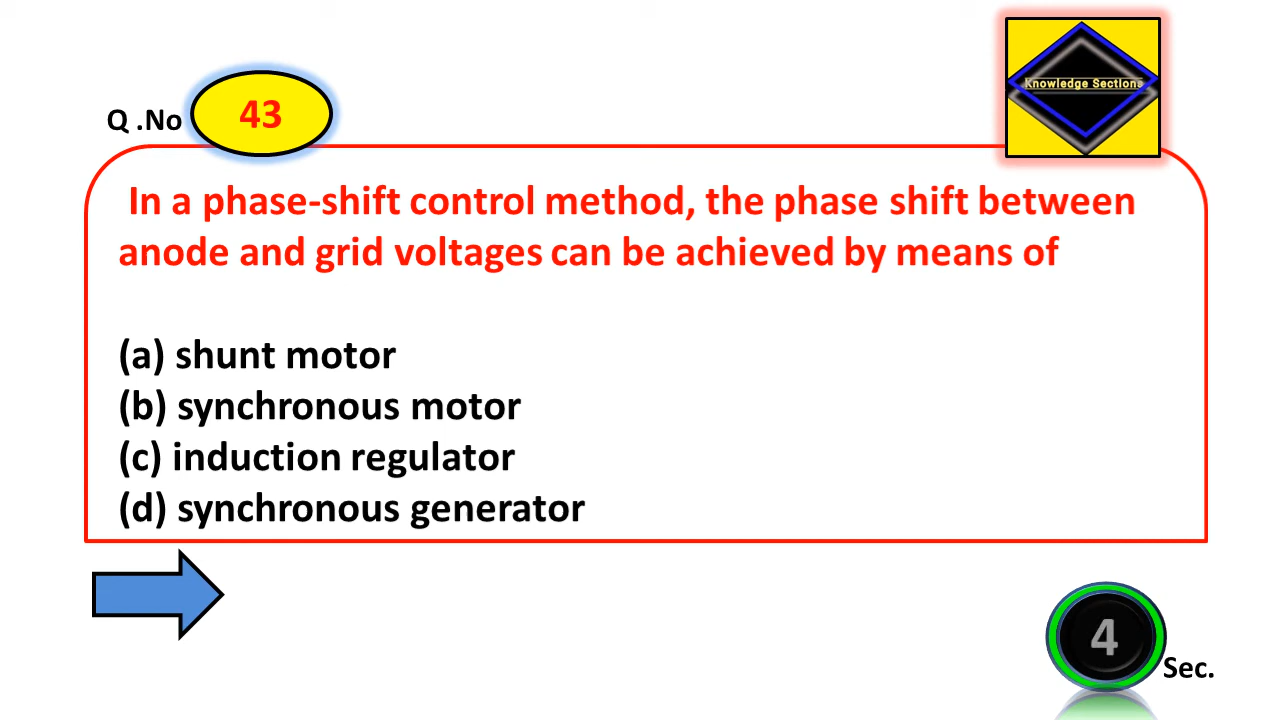 Knowledge Sections
Q .No 43
In a phase-shift control method, the phase shift between
anode and grid voltages can be achieved by means of
(a) shunt motor
(b) synchronous motor
(c) induction regulator
(d) synchronous generator
4 Sec.